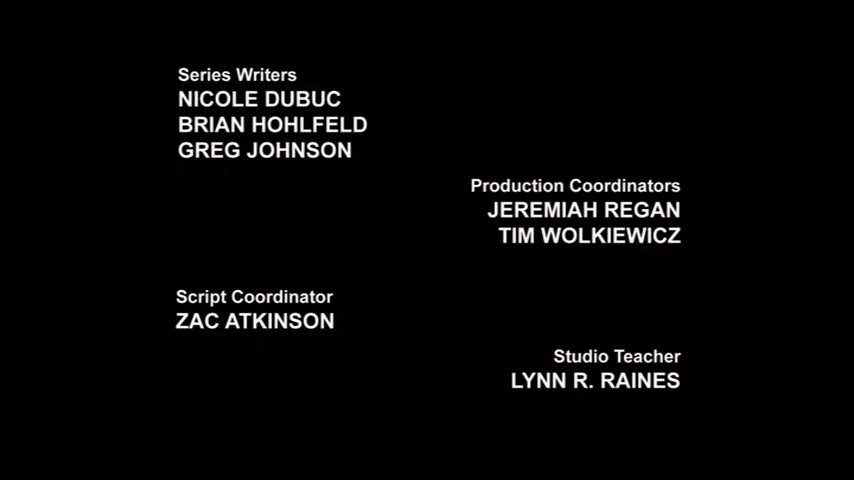 Series Writers
NICOLE DUBUC
BRIAN HOHLFELD
GREG JOHNSON
Production Coordinators
JEREMIAH REGAN
TIM WOLKIEWICZ
Script Coordinator
ZAC ATKINSON
Studio Teacher
LYNN R. RAINES